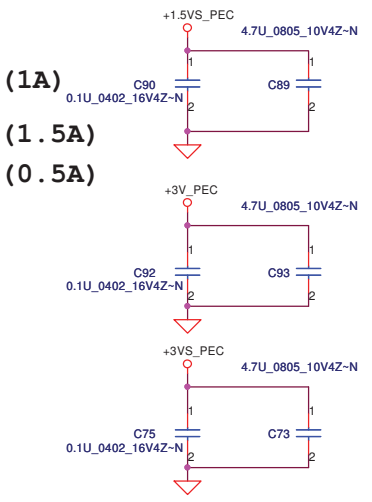 +1.5VS_PEC
4.7U_0805_10V4Z~N
1 1
(1A)
C90 C89
0.1U_0402_16V4Z~N
2 2
(1.5A)
(0.5A)
+3V_PEC
4.7U_0805_10V4Z~N
1 1
C92 C93
0.1U_0402_16V4Z~N
2 2
+3VS_PEC
4.7U_0805_10V4Z~N
1 1
C75 C73
0.1U_0402_16V4Z~N
2 2